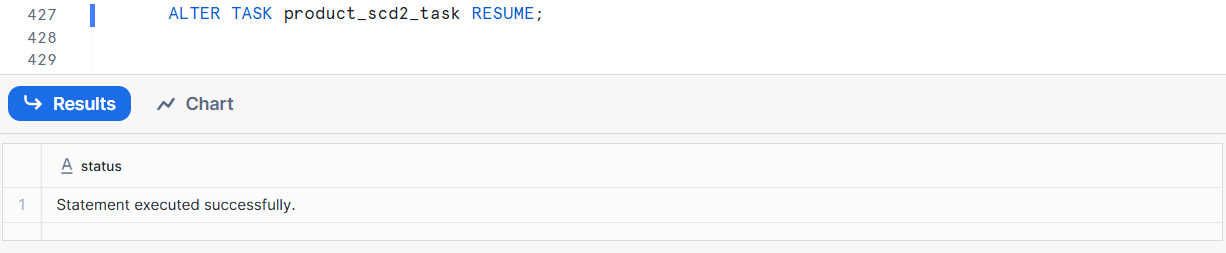 427 ALTER TASK product_scd2_task RESUME;
428
429
Results Chart
A status
1 Statement executed successfully.